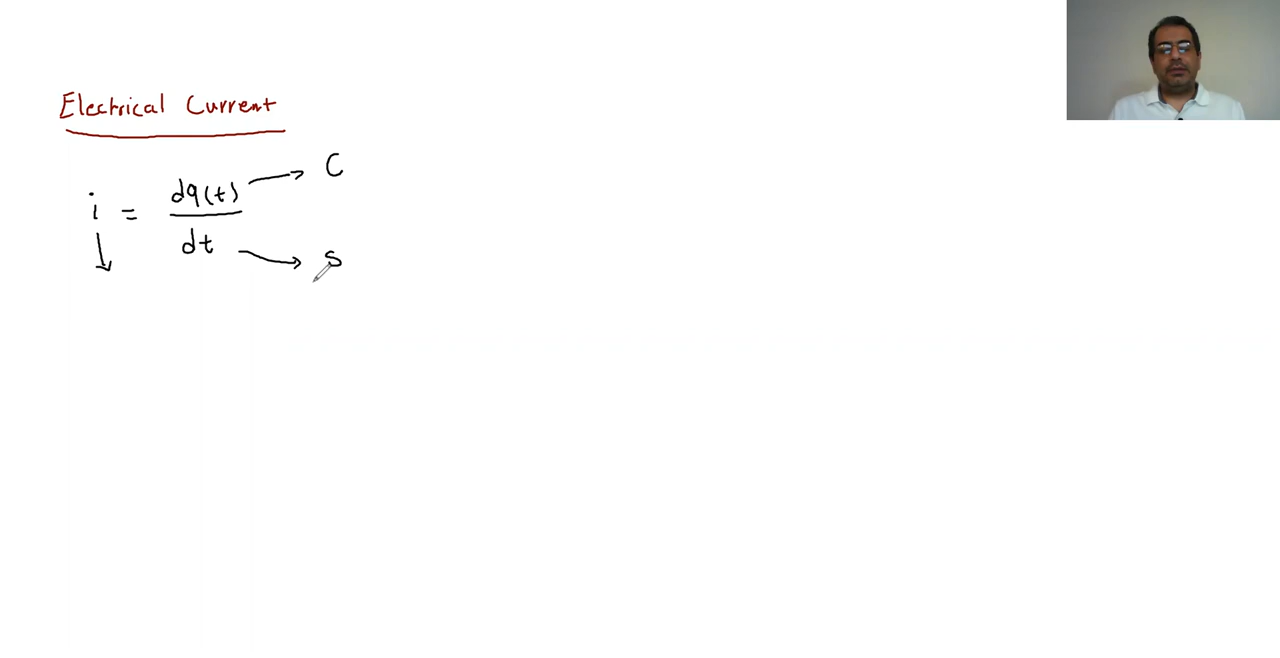 Electrical Current
i = dq(t) / dt
→ C
→ S